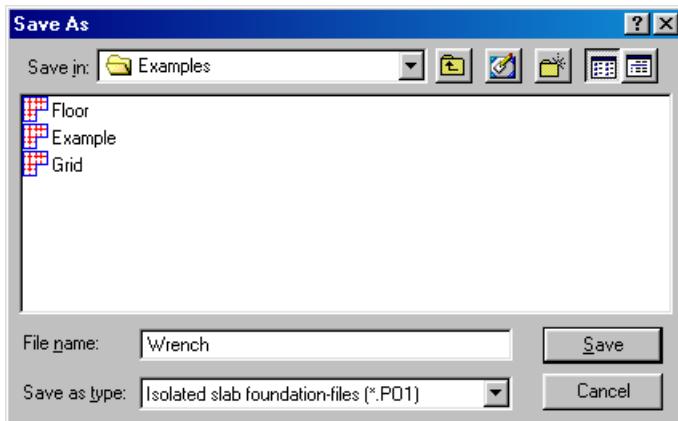 Save As
Save in: Examples
Floor
Example
Grid
File name: Wrench Save
Save as type: Isolated slab foundation-files (*.PO1) Cancel